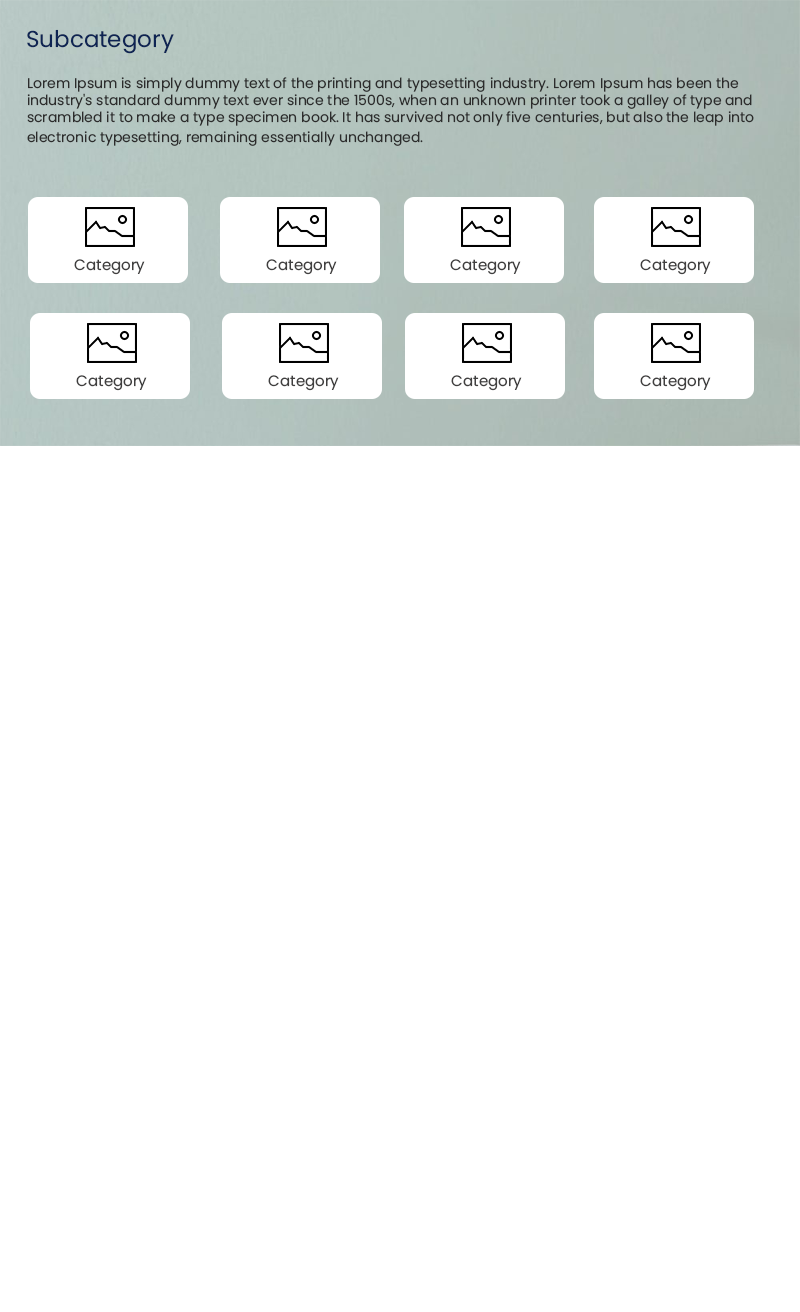 Subcategory
Lorem Ipsum is simply dummy text of the printing and typesetting industry. Lorem Ipsum has been the
industry's standard dummy text ever since the 1500s, when an unknown printer took a galley of type and
scrambled it to make a type specimen book. It has survived not only five centuries, but also the leap into
electronic typesetting, remaining essentially unchanged.
Category
Category
Category
Category
Category
Category
Category
Category